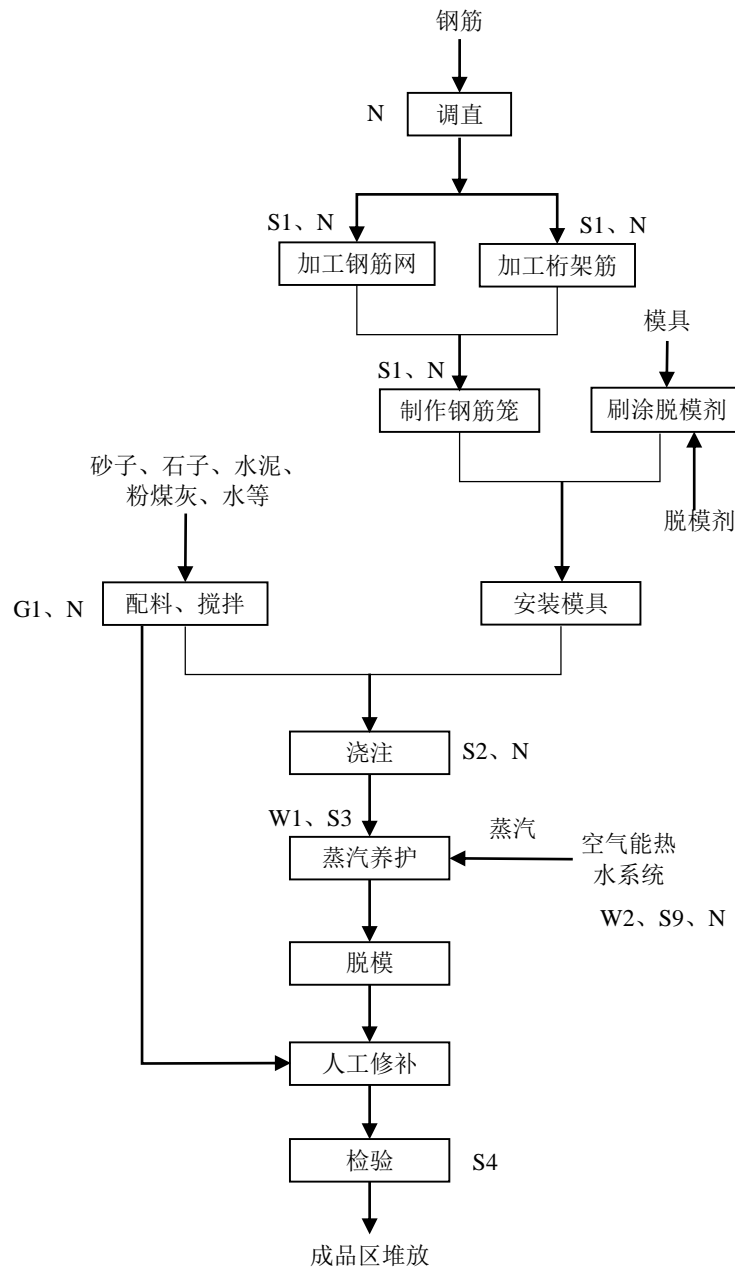 钢筋
N
调直
S1、N
S1、N
加工钢筋网
加工桁架筋
模具
S1、N
制作钢筋笼
刷涂脱模剂
砂子、石子、水泥、
粉煤灰、水等
脱模剂
G1、N
配料、搅拌
安装模具
浇注
S2、N
W1、S3
蒸汽
蒸汽养护
空气能热
水系统
W2、S9、N
脱模
人工修补
检验
S4
成品区堆放